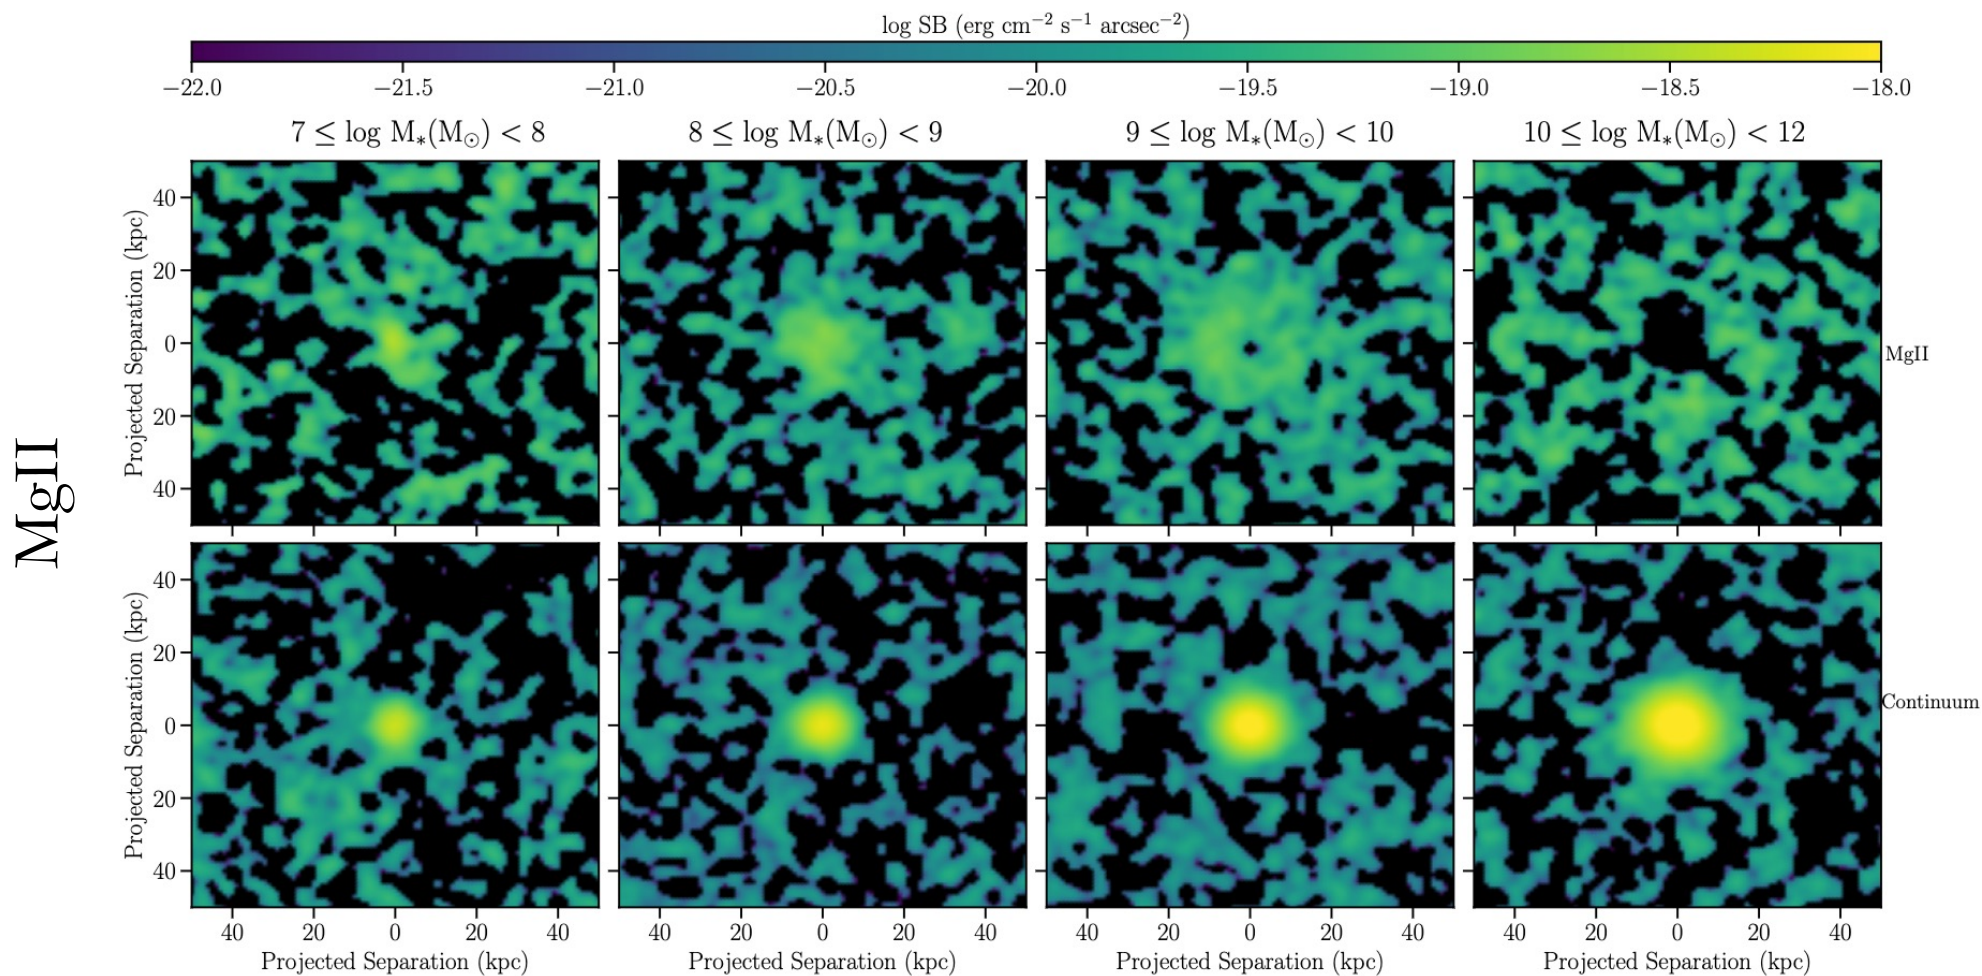 log SB (erg cm−2 s−1 arcsec−2)
−22.0 −21.5 −21.0 −20.5 −20.0 −19.5 −19.0 −18.5 −18.0
7 ≤ log M*(M⊙) < 8 8 ≤ log M*(M⊙) < 9 9 ≤ log M*(M⊙) < 10 10 ≤ log M*(M⊙) < 12
MgII
Projected Separation (kpc)
40
20
0
20
40
MgII
Projected Separation (kpc)
40
20
0
20
40
Continuum
40 20 0 20 40 40 20 0 20 40 40 20 0 20 40 40 20 0 20 40
Projected Separation (kpc) Projected Separation (kpc) Projected Separation (kpc) Projected Separation (kpc)